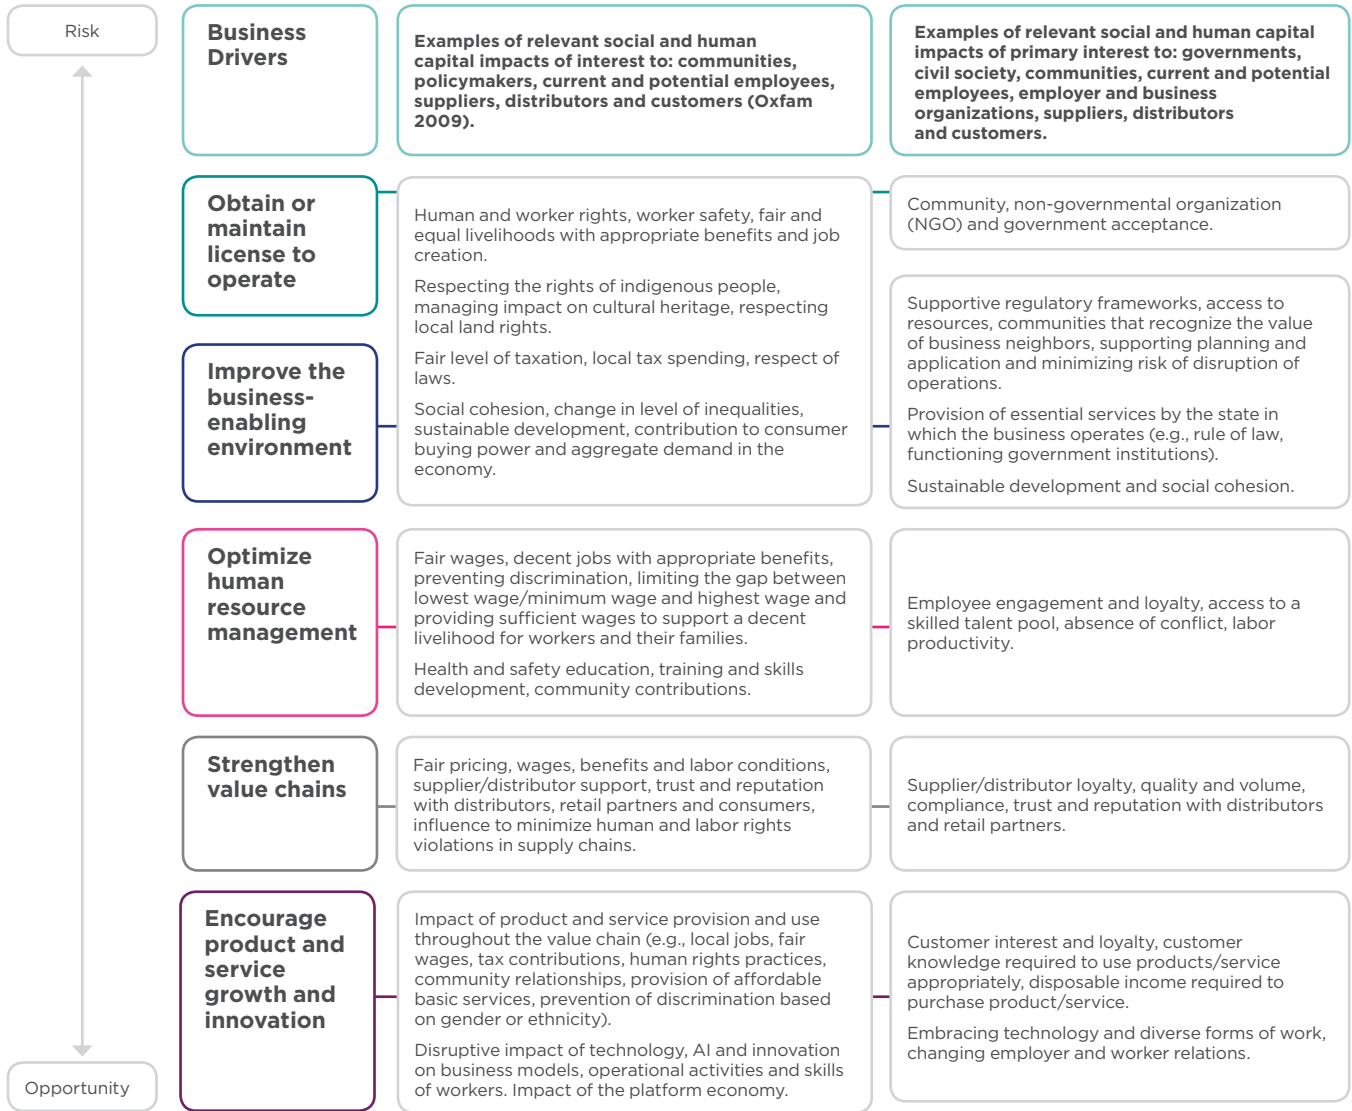 Risk
Business
Drivers
Examples of relevant social and human
capital impacts of interest to: communities,
policymakers, current and potential employees,
suppliers, distributors and customers (Oxfam
2009).
Examples of relevant social and human capital
impacts of primary interest to: governments,
civil society, communities, current and potential
employees, employer and business
organizations, suppliers, distributors
and customers.
Obtain or
maintain
license to
operate
Human and worker rights, worker safety, fair and
equal livelihoods with appropriate benefits and job
creation.
Respecting the rights of indigenous people,
managing impact on cultural heritage, respecting
local land rights.
Fair level of taxation, local tax spending, respect of
laws.
Social cohesion, change in level of inequalities,
sustainable development, contribution to consumer
buying power and aggregate demand in the
economy.
Community, non-governmental organization
(NGO) and government acceptance.
Improve the
business-
enabling
environment
Supportive regulatory frameworks, access to
resources, communities that recognize the value
of business neighbors, supporting planning and
application and minimizing risk of disruption of
operations.
Provision of essential services by the state in
which the business operates (e.g., rule of law,
functioning government institutions).
Sustainable development and social cohesion.
Optimize
human
resource
management
Fair wages, decent jobs with appropriate benefits,
preventing discrimination, limiting the gap between
lowest wage/minimum wage and highest wage and
providing sufficient wages to support a decent
livelihood for workers and their families.
Health and safety education, training and skills
development, community contributions.
Employee engagement and loyalty, access to a
skilled talent pool, absence of conflict, labor
productivity.
Strengthen
value chains
Fair pricing, wages, benefits and labor conditions,
supplier/distributor support, trust and reputation
with distributors, retail partners and consumers,
influence to minimize human and labor rights
violations in supply chains.
Supplier/distributor loyalty, quality and volume,
compliance, trust and reputation with distributors
and retail partners.
Encourage
product and
service
growth and
innovation
Impact of product and service provision and use
throughout the value chain (e.g., local jobs, fair
wages, tax contributions, human rights practices,
community relationships, provision of affordable
basic services, prevention of discrimination based
on gender or ethnicity).
Disruptive impact of technology, AI and innovation
on business models, operational activities and skills
of workers. Impact of the platform economy.
Customer interest and loyalty, customer
knowledge required to use products/service
appropriately, disposable income required to
purchase product/service.
Embracing technology and diverse forms of work,
changing employer and worker relations.
Opportunity